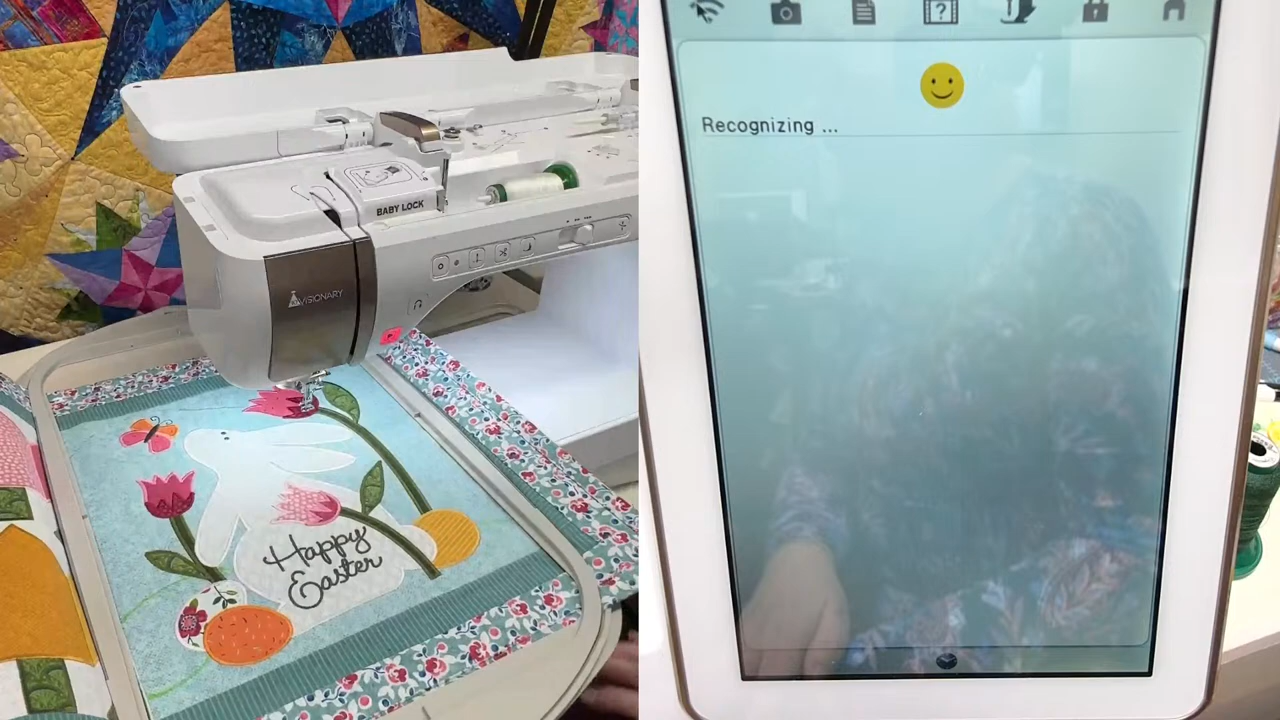 BABY LOCK
VISIONARY
Happy
Easter
Recognizing ...
?